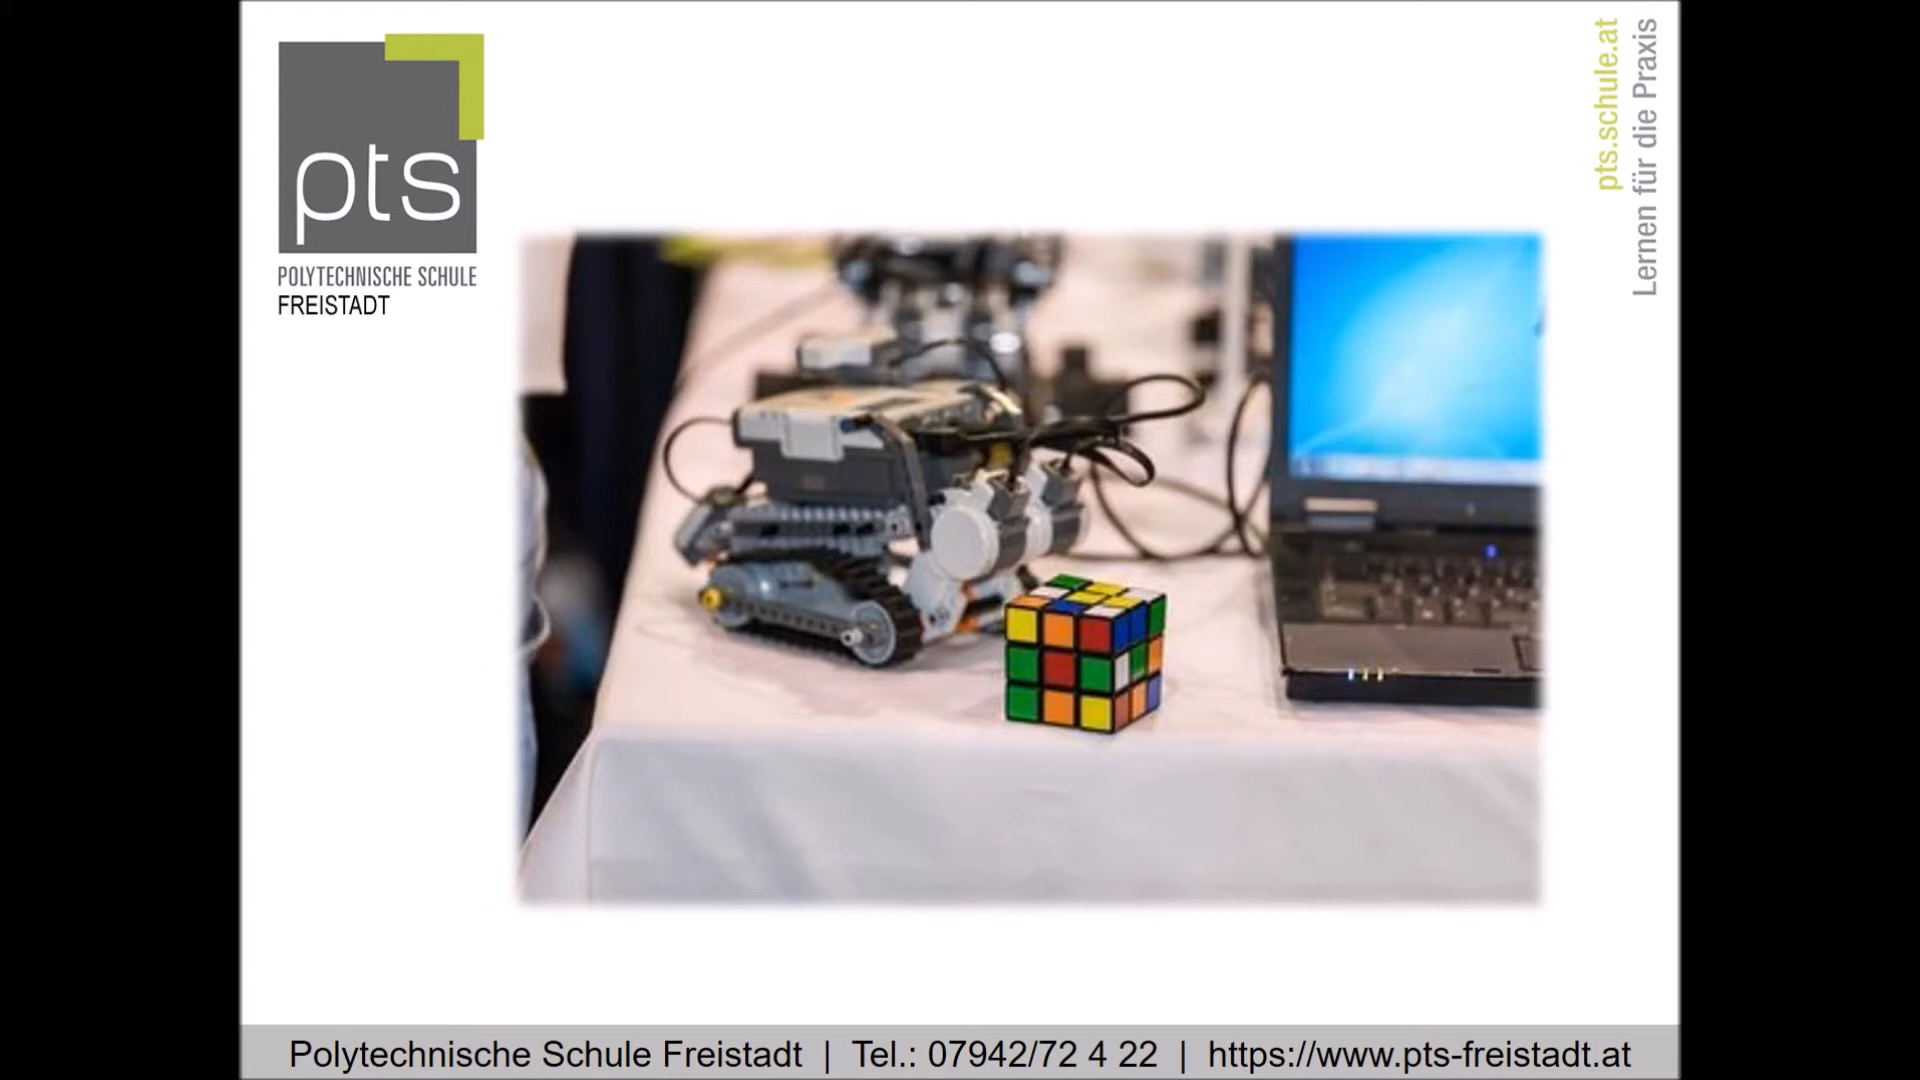 pts
POLYTECHNISCHE SCHULE
FREISTADT
pts.schule.at
Lernen für die Praxis
Polytechnische Schule Freistadt | Tel.: 07942/72 4 22 | https://www.pts-freistadt.at